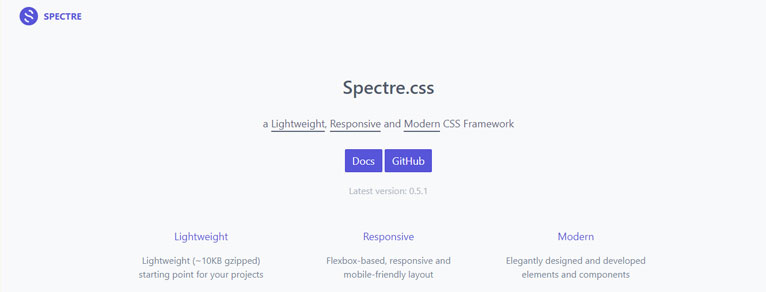 SPECTRE
Spectre.css
a Lightweight, Responsive and Modern CSS Framework
Docs GitHub
Latest version: 0.5.1
Lightweight
Lightweight (~10KB gzipped)
starting point for your projects
Responsive
Flexbox-based, responsive and
mobile-friendly layout
Modern
Elegantly designed and developed
elements and components